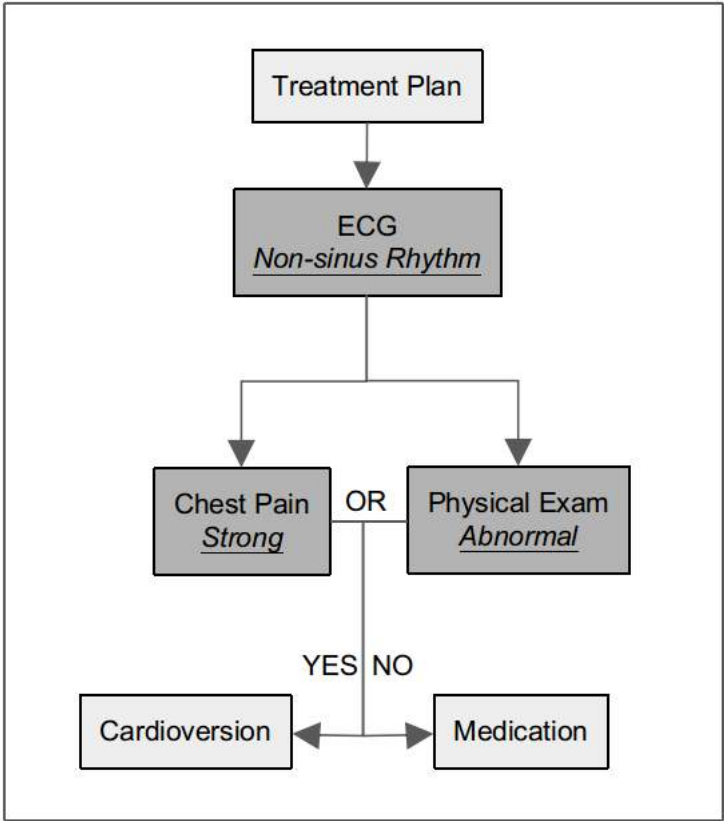 Treatment Plan
ECG
Non-sinus Rhythm
Chest Pain
Strong
OR
Physical Exam
Abnormal
YES NO
Cardioversion
Medication